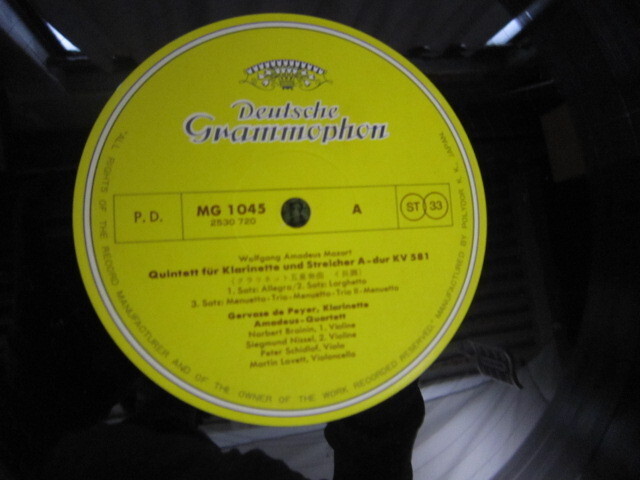 Deutsche
Grammophon
P. D.
MG 1045
2530 720
A
ST 33
Wolfgang Amadeus Mozart
Quintett für Klarinette und Streicher A-dur KV 581
1. Satz: Allegro/2. Satz: Larghetto
3. Satz: Menuetto-Trio-Menuetto-Trio II-Menuetto
Gervase de Peyer, Klarinette
Amadeus-Quartett
Norbert Brainin, 1. Violine
Siegmund Nissel, 2. Violine
Peter Schidlof, Viola
Martin Lovett, Violoncello
ALL RIGHTS OF THE RECORD MANUFACTURER AND OF THE OWNER OF THE WORK RECORDED RESERVED · MANUFACTURED BY POLYDOR K. K. JAPAN